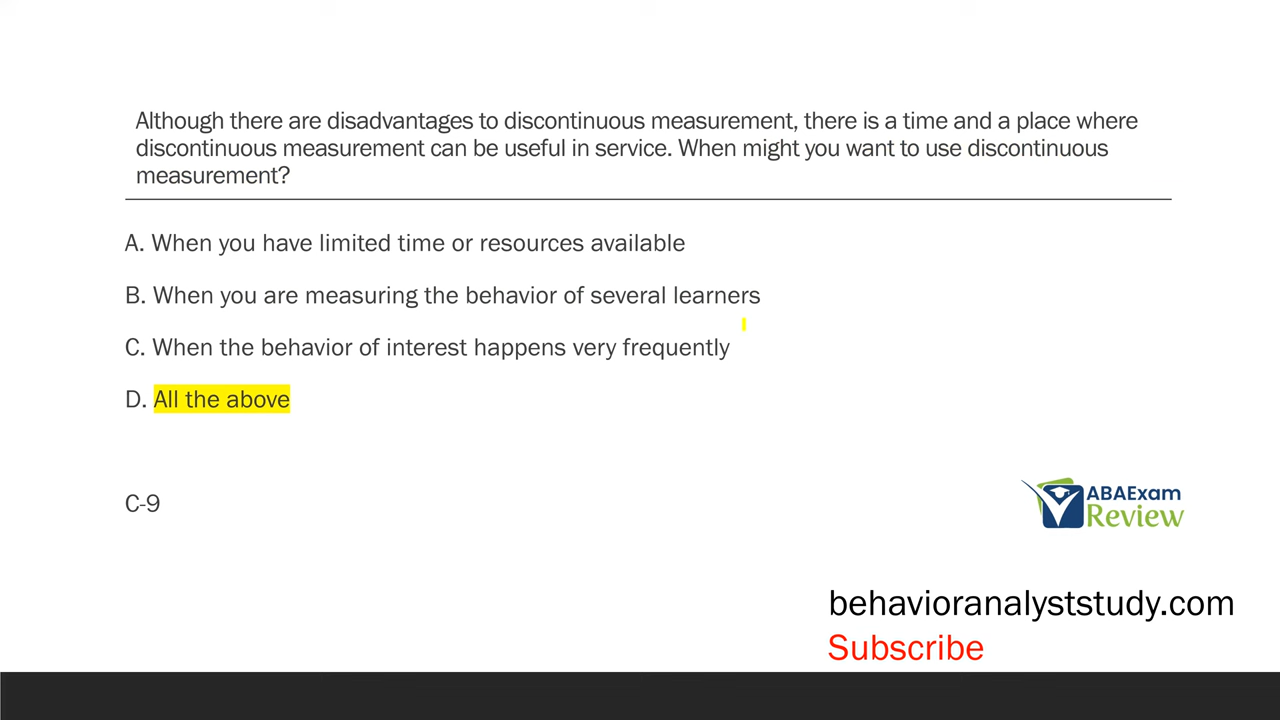 Although there are disadvantages to discontinuous measurement, there is a time and a place where
discontinuous measurement can be useful in service. When might you want to use discontinuous
measurement?
A. When you have limited time or resources available
B. When you are measuring the behavior of several learners
C. When the behavior of interest happens very frequently
D. All the above
C-9
ABAExam
Review
behavioranalyststudy.com
Subscribe